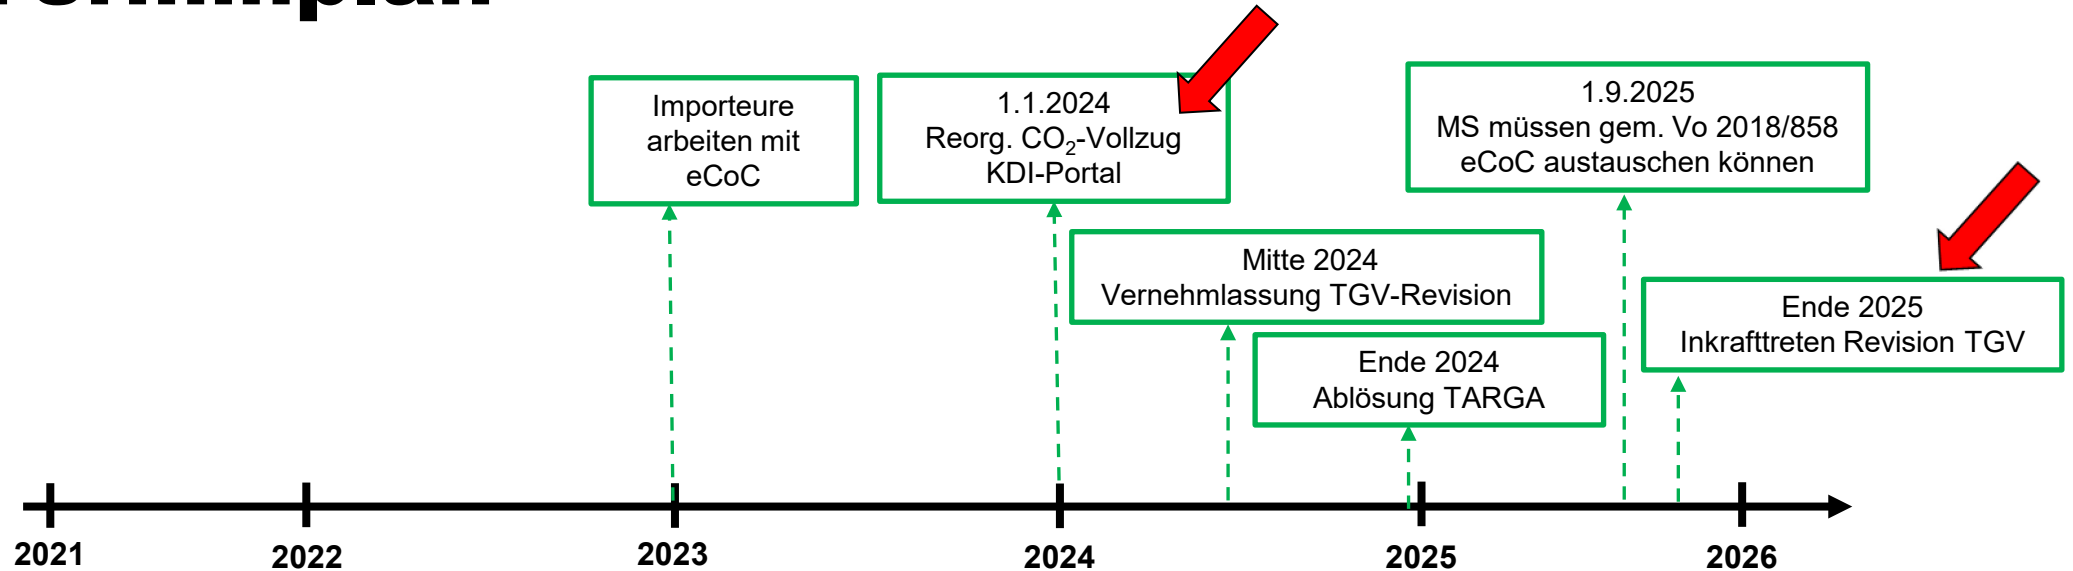 Importeure
arbeiten mit
eCoC
1.1.2024
Reorg. CO₂-Vollzug
KDI-Portal
1.9.2025
MS müssen gem. Vo 2018/858
eCoC austauschen können
Mitte 2024
Vernehmlassung TGV-Revision
Ende 2025
Inkrafttreten Revision TGV
Ende 2024
Ablösung TARGA
2021
2022
2023
2024
2025
2026